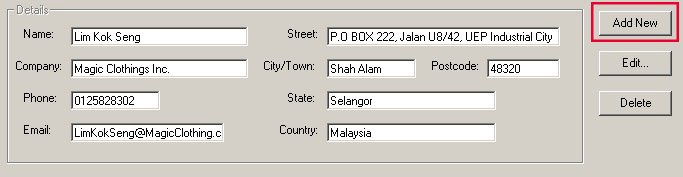 Details
Name: Lim Kok Seng Street: P.O BOX 222, Jalan U8/42, UEP Industrial City Add New
Company: Magic Clothings Inc. City/Town: Shah Alam Postcode: 48320 Edit...
Phone: 0125828302 State: Selangor Delete
Email: LimKokSeng@MagicClothing.c Country: Malaysia